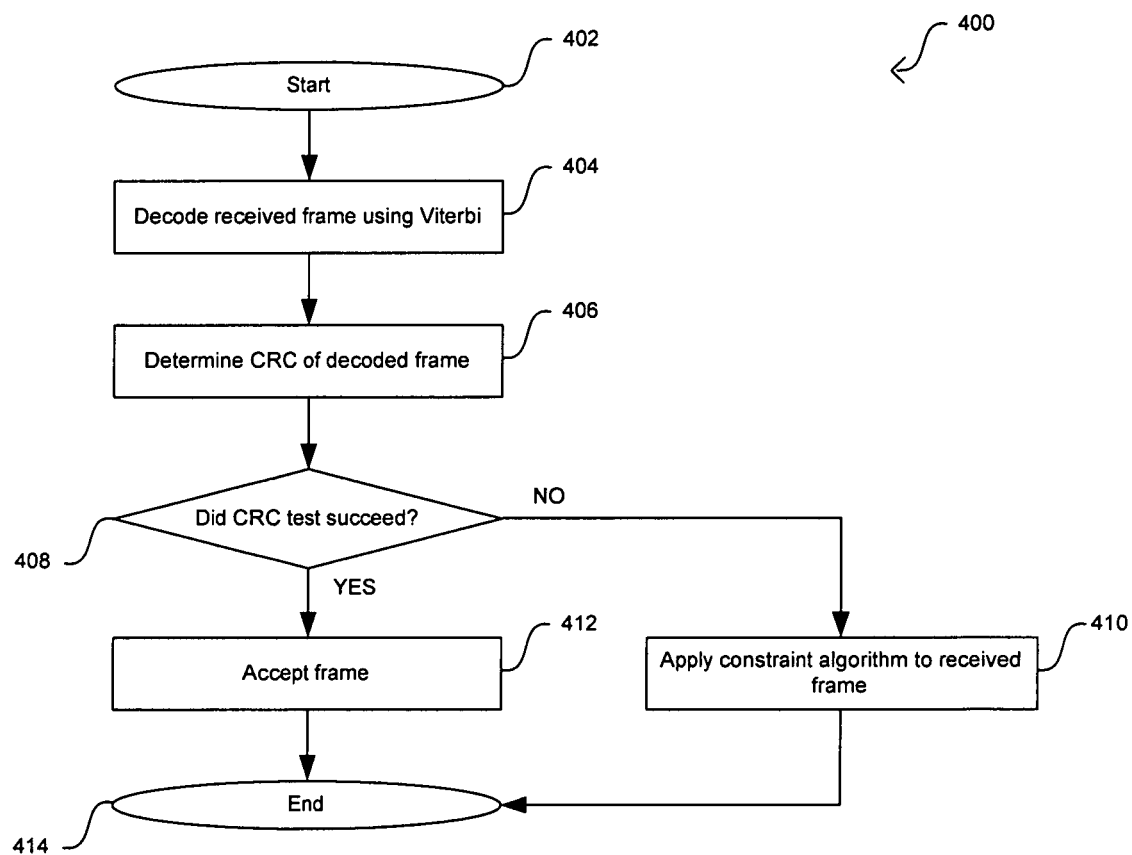 400
402
Start
404
Decode received frame using Viterbi
406
Determine CRC of decoded frame
NO
Did CRC test succeed?
408
YES
412
410
Accept frame
Apply constraint algorithm to received
frame
End
414